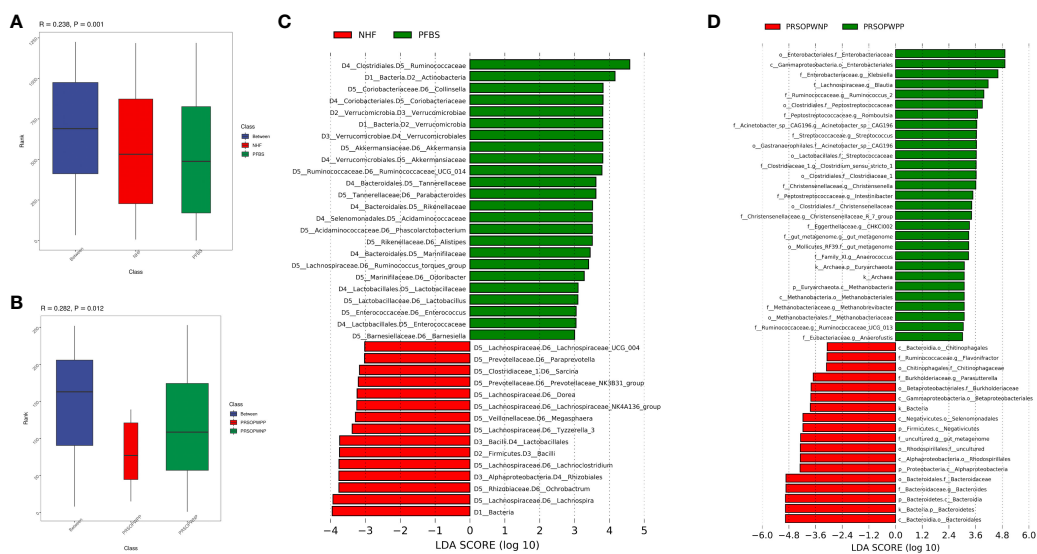 A
R = 0.238, P = 0.001
Rank
Between
NHF
PFBS
Class
Class
Between
NHF
PFBS
B
R = 0.282, P = 0.012
Rank
Between
PRSOPWPP
PRSOPWNP
Class
Class
Between
PRSOPWPP
PRSOPWNP
C
NHF PFBS
D4__Clostridiales.D5__Ruminococcaceae
D1__Bacteria.D2__Actinobacteria
D5__Coriobacteriaceae.D6__Collinsella
D4__Coriobacteriales.D5__Coriobacteriaceae
D2__Verrucomicrobia.D3__Verrucomicrobiae
D1__Bacteria.D2__Verrucomicrobia
D3__Verrucomicrobiae.D4__Verrucomicrobiales
D5__Akkermansiaceae.D6__Akkermansia
D4__Verrucomicrobiales.D5__Akkermansiaceae
D5__Ruminococcaceae.D6__Ruminococcaceae_UCG_014
D4__Bacteroidales.D5__Tannerellaceae
D5__Tannerellaceae.D6__Parabacteroides
D4__Bacteroidales.D5__Rikenellaceae
D4__Selenomonadales.D5__Acidaminococcaceae
D5__Acidaminococcaceae.D6__Phascolarctobacterium
D5__Rikenellaceae.D6__Alistipes
D4__Bacteroidales.D5__Marinifilaceae
D5__Lachnospiraceae.D6__Ruminococcus_torques_group
D5__Marinifilaceae.D6__Odoribacter
D4__Lactobacillales.D5__Lactobacillaceae
D5__Lactobacillaceae.D6__Lactobacillus
D5__Enterococcaceae.D6__Enterococcus
D4__Lactobacillales.D5__Enterococcaceae
D5__Barnesiellaceae.D6__Barnesiella
D5__Lachnospiraceae.D6__Lachnospiraceae_UCG_004
D5__Prevotellaceae.D6__Paraprevotella
D5__Clostridiaceae_1.D6__Sarcina
D5__Prevotellaceae.D6__Prevotellaceae_NK3B31_group
D5__Lachnospiraceae.D6__Dorea
D5__Lachnospiraceae.D6__Lachnospiraceae_NK4A136_group
D5__Veillonellaceae.D6__Megasphaera
D5__Lachnospiraceae.D6__Tyzzerella_3
D3__Bacilli.D4__Lactobacillales
D2__Firmicutes.D3__Bacilli
D5__Lachnospiraceae.D6__Lachnoclostridium
D3__Alphaproteobacteria.D4__Rhizobiales
D5__Rhizobiaceae.D6__Ochrobactrum
D5__Lachnospiraceae.D6__Lachnospira
D1__Bacteria
−4 −3 −2 −1 0 1 2 3 4 5
LDA SCORE (log 10)
D
PRSOPWNP PRSOPWPP
o__Enterobacteriales.f__Enterobacteriaceae
c__Gammaproteobacteria.o__Enterobacteriales
f__Enterobacteriaceae.g__Klebsiella
f__Lachnospiraceae.g__Blautia
f__Ruminococcaceae.g__Ruminococcus_2
o__Clostridiales.f__Peptostreptococcaceae
f__Peptostreptococcaceae.g__Romboutsia
f__Acinetobacter_sp__CAG196.g__Acinetobacter_sp__CAG196
f__Streptococcaceae.g__Streptococcus
o__Gastranaerophilales.f__Acinetobacter_sp__CAG196
o__Lactobacillales.f__Streptococcaceae
f__Clostridiaceae_1.g__Clostridium_sensu_stricto_1
o__Clostridiales.f__Clostridiaceae_1
f__Christensenellaceae.g__Christensenella
f__Peptostreptococcaceae.g__Intestinibacter
o__Clostridiales.f__Christensenellaceae
f__Christensenellaceae.g__Christensenellaceae_R_7_group
f__Eggerthellaceae.g__CHKCI002
f__gut_metagenome.g__gut_metagenome
o__Mollicutes_RF39.f__gut_metagenome
f__Family_XI.g__Anaerococcus
k__Archaea.p__Euryarchaeota
k__Archaea
p__Euryarchaeota.c__Methanobacteria
c__Methanobacteria.o__Methanobacteriales
f__Methanobacteriaceae.g__Methanobrevibacter
o__Methanobacteriales.f__Methanobacteriaceae
f__Ruminococcaceae.g__Ruminococcaceae_UCG_013
f__Eubacteriaceae.g__Anaerofustis
c__Bacteroidia.o__Chitinophagales
f__Ruminococcaceae.g__Flavonifractor
o__Chitinophagales.f__Chitinophagaceae
f__Burkholderiaceae.g__Parasutterella
o__Betaproteobacteriales.f__Burkholderiaceae
c__Gammaproteobacteria.o__Betaproteobacteriales
k__Bacteria
c__Negativicutes.o__Selenomonadales
p__Firmicutes.c__Negativicutes
f__uncultured.g__gut_metagenome
o__Rhodospirillales.f__uncultured
c__Alphaproteobacteria.o__Rhodospirillales
p__Proteobacteria.c__Alphaproteobacteria
o__Bacteroidales.f__Bacteroidaceae
f__Bacteroidaceae.g__Bacteroides
p__Bacteroidetes.c__Bacteroidia
k__Bacteria.p__Bacteroidetes
c__Bacteroidia.o__Bacteroidales
−6.0 −4.8 −3.6 −2.4 −1.2 0.0 1.2 2.4 3.6 4.8 6.0
LDA SCORE (log 10)